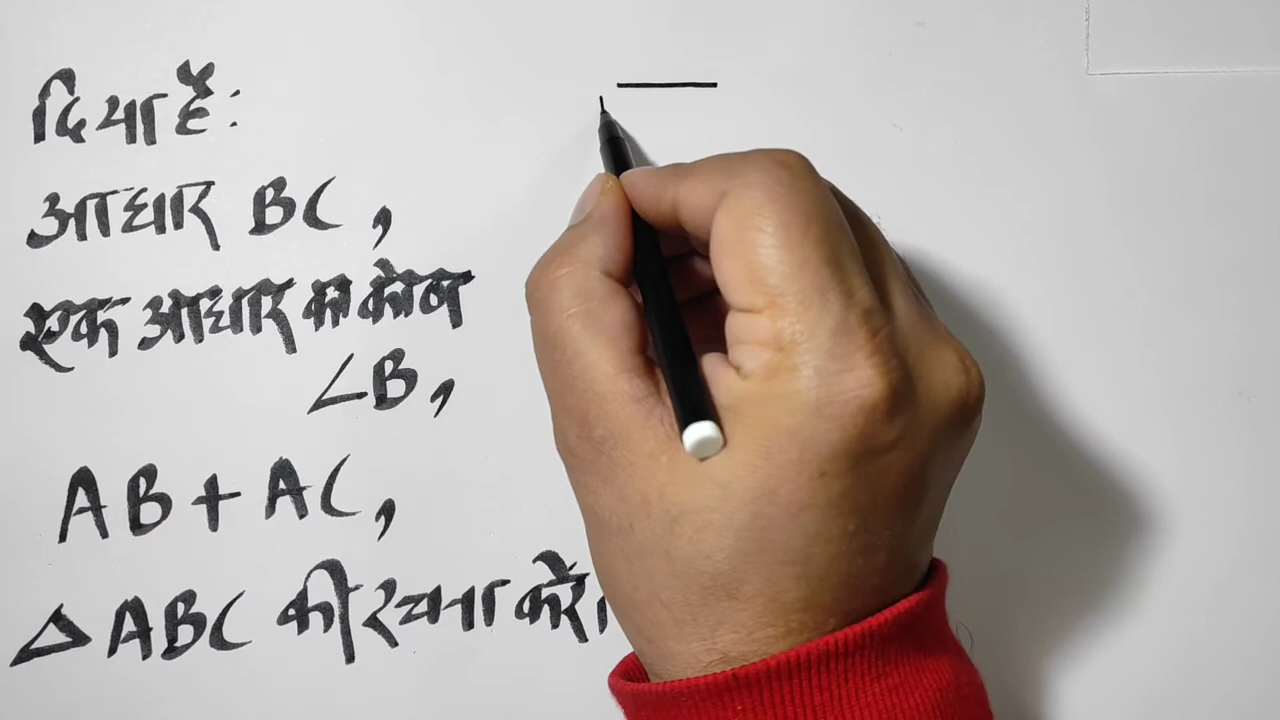 दिया है:
आधार BC,
एक आधार का कोण
∠B,
AB + AC,
△ABC की रचना करें।